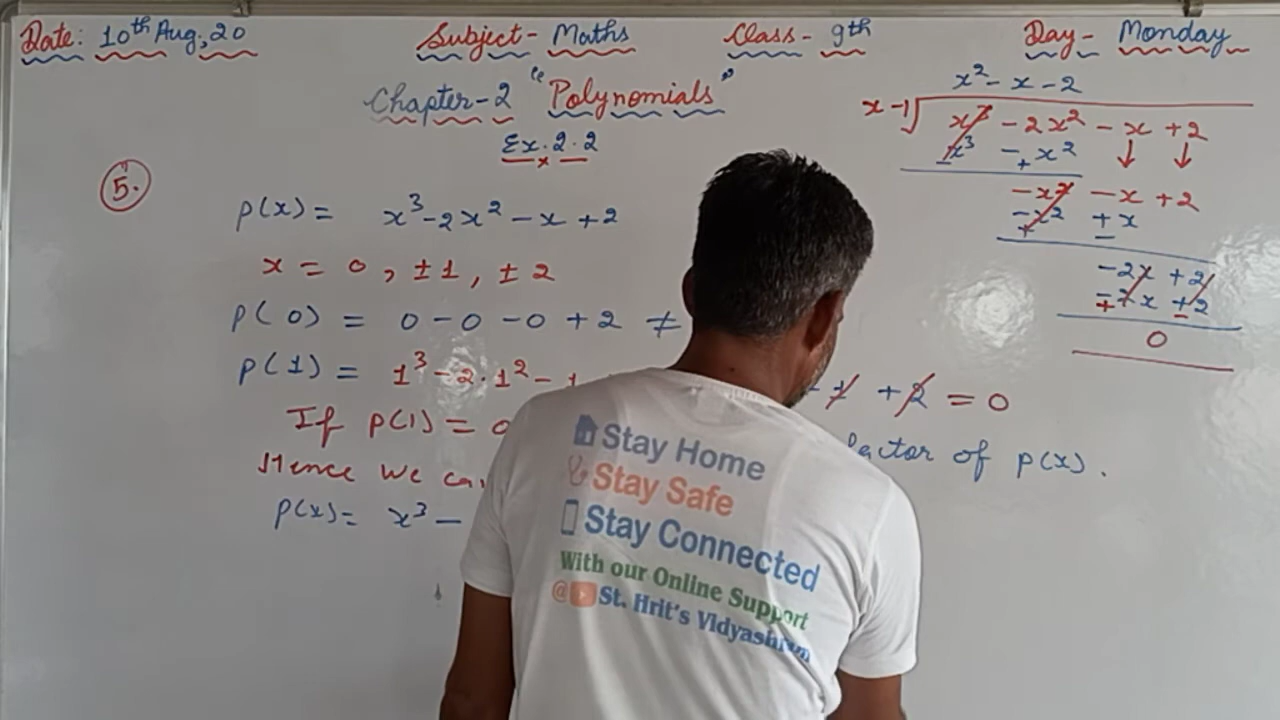 Date: 10th Aug, 20 Subject- Maths Class- 9th Day- Monday
Chapter-2 "Polynomials"
Ex. 2.2
5.
p(x) = x³-2x² - x + 2
x = 0, ±1, ±2
p(0) = 0 - 0 - 0 + 2 ≠
p(1) = 1³ - 2·1² - 1 + 2 = 0
If p(1) = 0 factor of p(x).
Hence we can
p(x) = x³ -
x² - x - 2
x-1 x³ - 2x² - x + 2
x³ - x²
- +
-x² - x + 2
-x² + x
+ -
-2x + 2
-2x + 2
+ -
0
Stay Home
Stay Safe
Stay Connected
With our Online Support
@ St. Hrit's Vidyashram